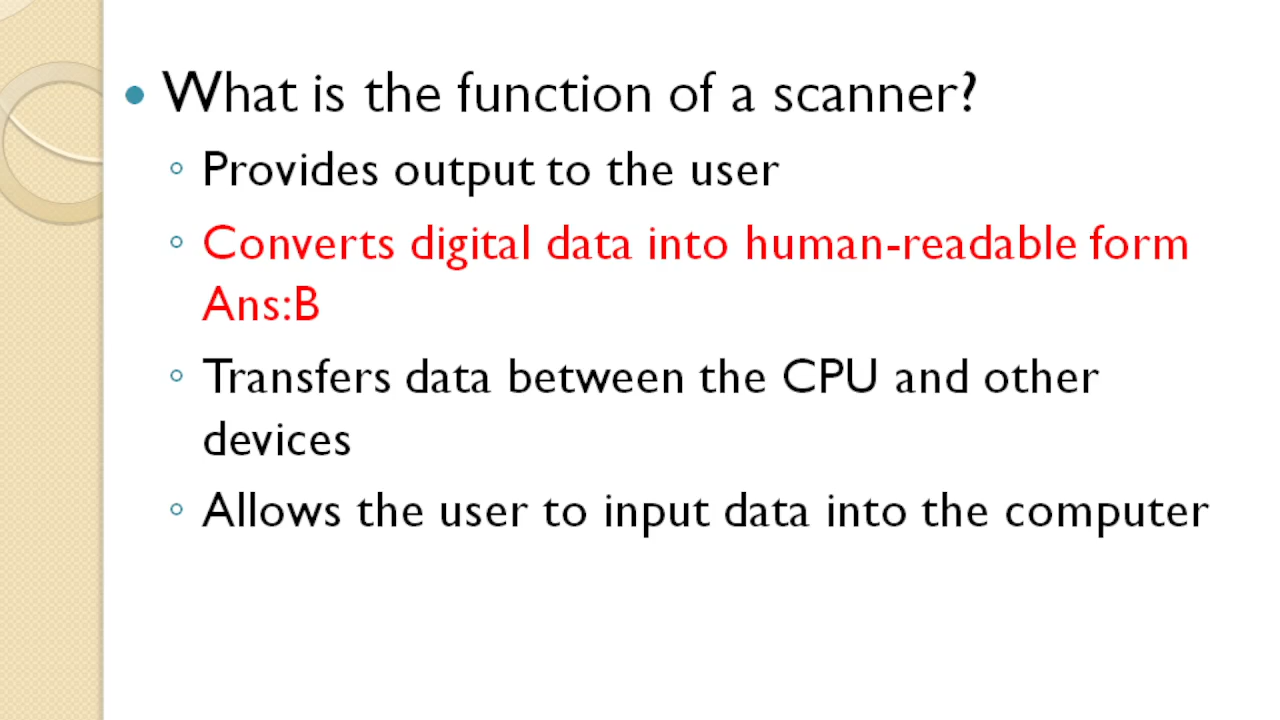 What is the function of a scanner?
Provides output to the user
Converts digital data into human-readable form
Ans:B
Transfers data between the CPU and other
devices
Allows the user to input data into the computer